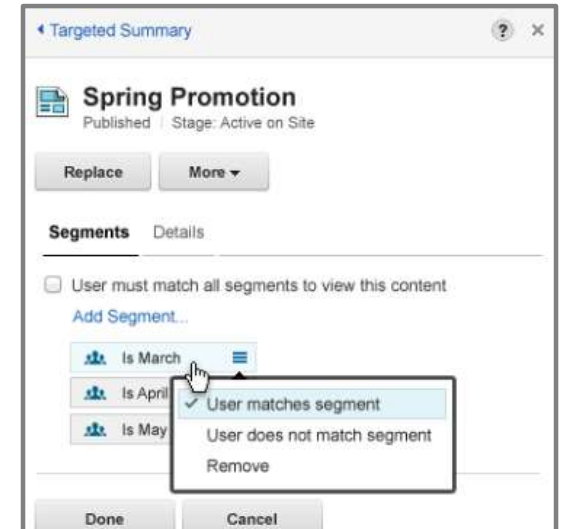 Targeted Summary ? ×
Spring Promotion
Published | Stage: Active on Site
Replace More
Segments Details
User must match all segments to view this content
Add Segment...
Is March
Is April
Is May
User matches segment
User does not match segment
Remove
Done Cancel